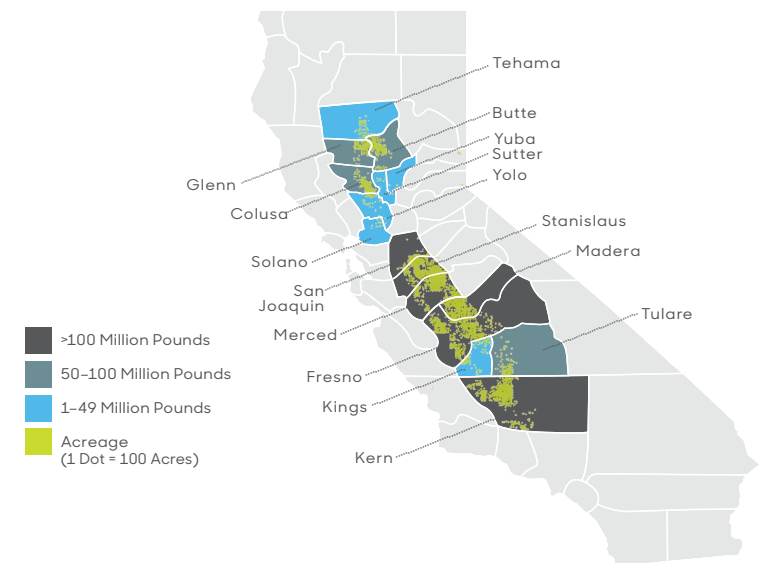 Tehama
Butte
Yuba
Sutter
Yolo
Glenn
Colusa
Stanislaus
Madera
Solano
San
Joaquin
Merced
Tulare
Fresno
Kings
Kern
>100 Million Pounds
50–100 Million Pounds
1–49 Million Pounds
Acreage
(1 Dot = 100 Acres)